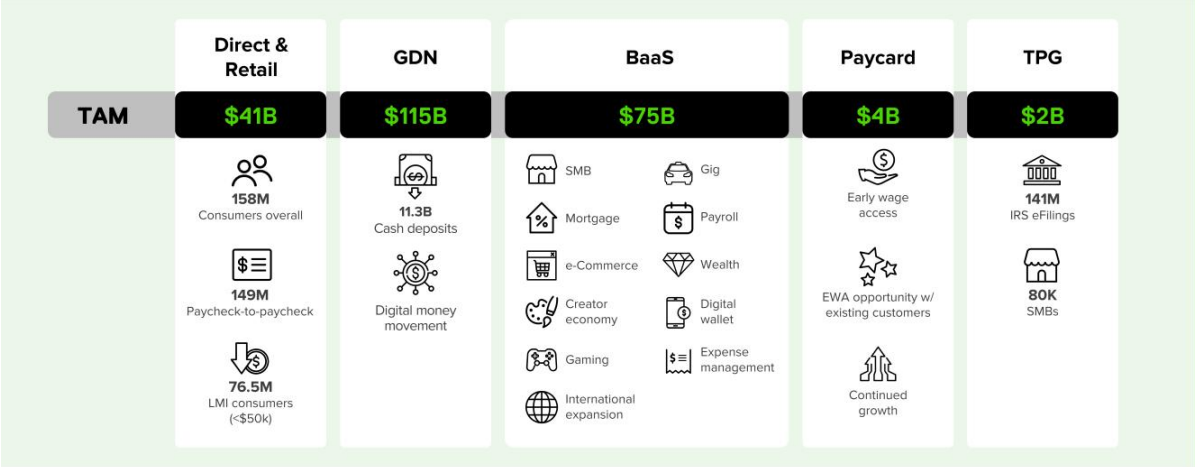 Direct &
Retail
GDN
BaaS
Paycard
TPG
TAM
$41B
$115B
$75B
$4B
$2B
158M
Consumers overall
$
149M
Paycheck-to-paycheck
$
76.5M
LMI consumers
(<$50k)
$
11.3B
Cash deposits
$
Digital money
movement
SMB
%
Mortgage
e-Commerce
Creator
economy
Gaming
International
expansion
Gig
$
Payroll
Wealth
$
Digital
wallet
$
Expense
management
$
Early wage
access
EWA opportunity w/
existing customers
Continued
growth
141M
IRS eFilings
80K
SMBs